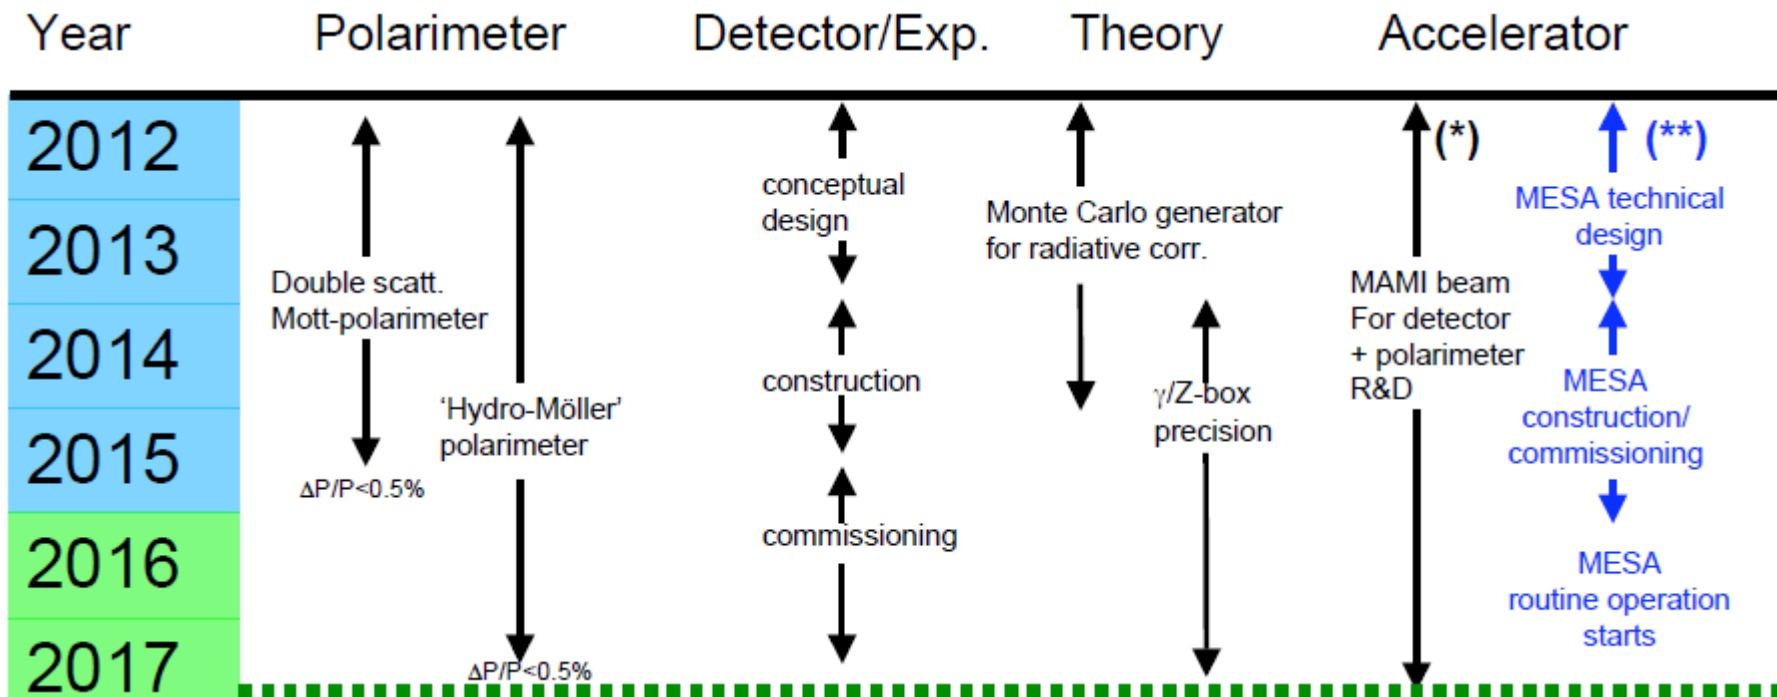 Year Polarimeter Detector/Exp. Theory Accelerator
2012
2013
2014
2015
2016
2017
Double scatt.
Mott-polarimeter
ΔP/P<0.5%
‘Hydro-Möller’
polarimeter
ΔP/P<0.5%
conceptual
design
construction
commissioning
Monte Carlo generator
for radiative corr.
γ/Z-box
precision
(*)
MAMI beam
For detector
+ polarimeter
R&D
(**)
MESA technical
design
MESA
construction/
commissioning
MESA
routine operation
starts